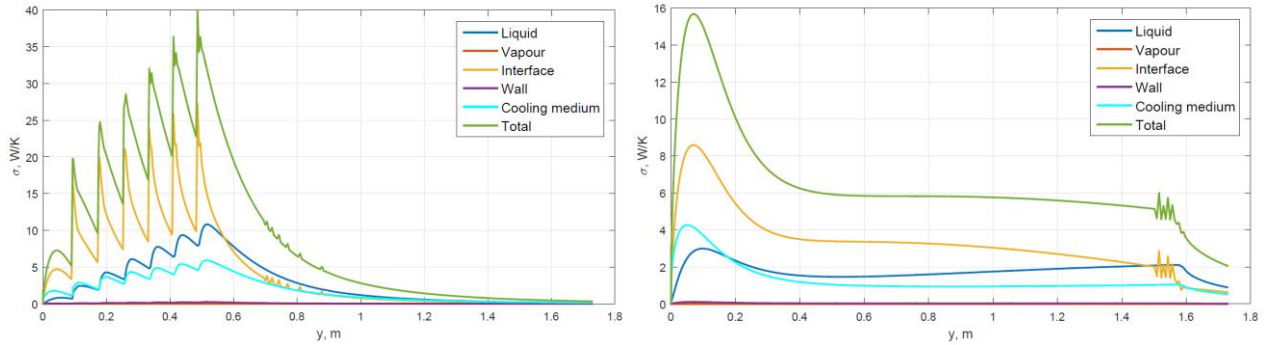 40
35
30
25
20
15
10
5
0
σ, W/K
0 0.2 0.4 0.6 0.8 1 1.2 1.4 1.6 1.8
y, m
Liquid
Vapour
Interface
Wall
Cooling medium
Total
16
14
12
10
8
6
4
2
0
σ, W/K
0 0.2 0.4 0.6 0.8 1 1.2 1.4 1.6 1.8
y, m
Liquid
Vapour
Interface
Wall
Cooling medium
Total